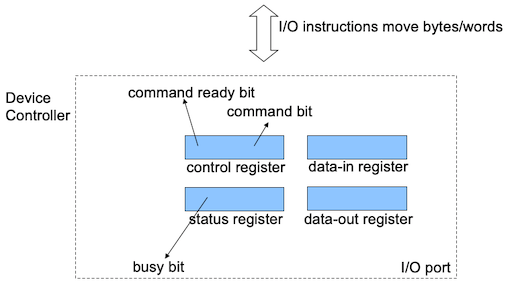 I/O instructions move bytes/words
Device
Controller
command ready bit
command bit
control register
data-in register
status register
data-out register
busy bit
I/O port